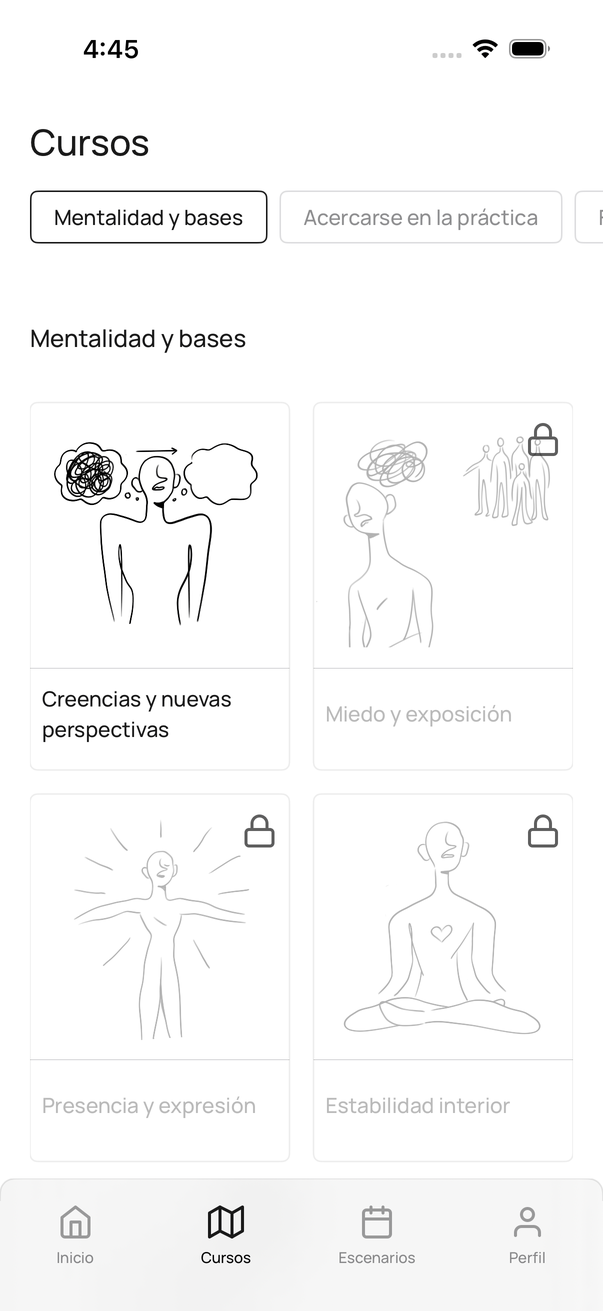 4:45
Cursos
Mentalidad y bases
Acercarse en la práctica
Mentalidad y bases
Creencias y nuevas
perspectivas
Miedo y exposición
Presencia y expresión
Estabilidad interior
Inicio
Cursos
Escenarios
Perfil